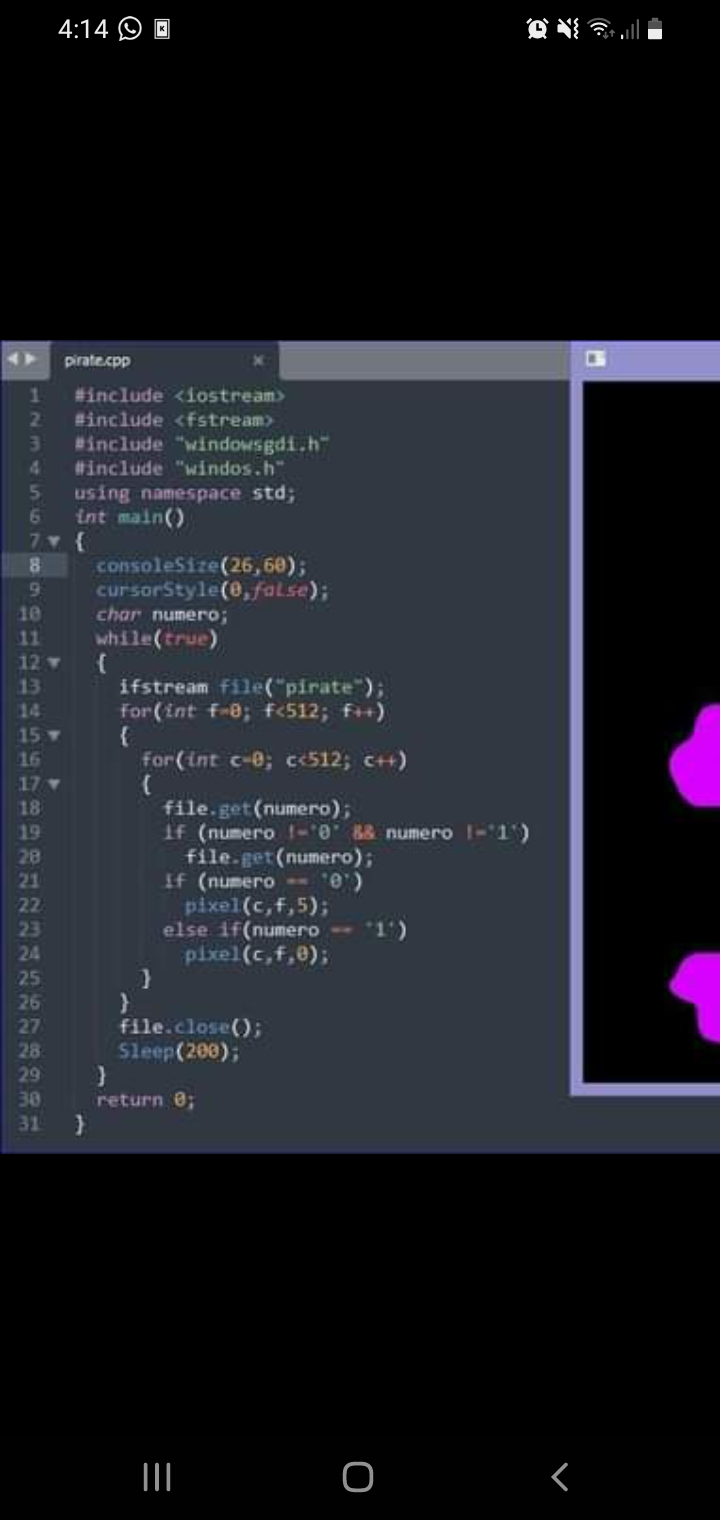 4:14
pirate.cpp ×
1 #include <iostream>
2 #include <fstream>
3 #include "windowsgdi.h"
4 #include "windos.h"
5 using namespace std;
6 int main()
7 {
8 consoleSize(26,60);
9 cursorStyle(0,false);
10 char numero;
11 while(true)
12 {
13 ifstream file("pirate");
14 for(int f=0; f<512; f++)
15 {
16 for(int c=0; c<512; c++)
17 {
18 file.get(numero);
19 if (numero !='0' && numero !='1')
20 file.get(numero);
21 if (numero == '0')
22 pixel(c,f,5);
23 else if(numero == '1')
24 pixel(c,f,0);
25 }
26 }
27 file.close();
28 Sleep(200);
29 }
30 return 0;
31 }